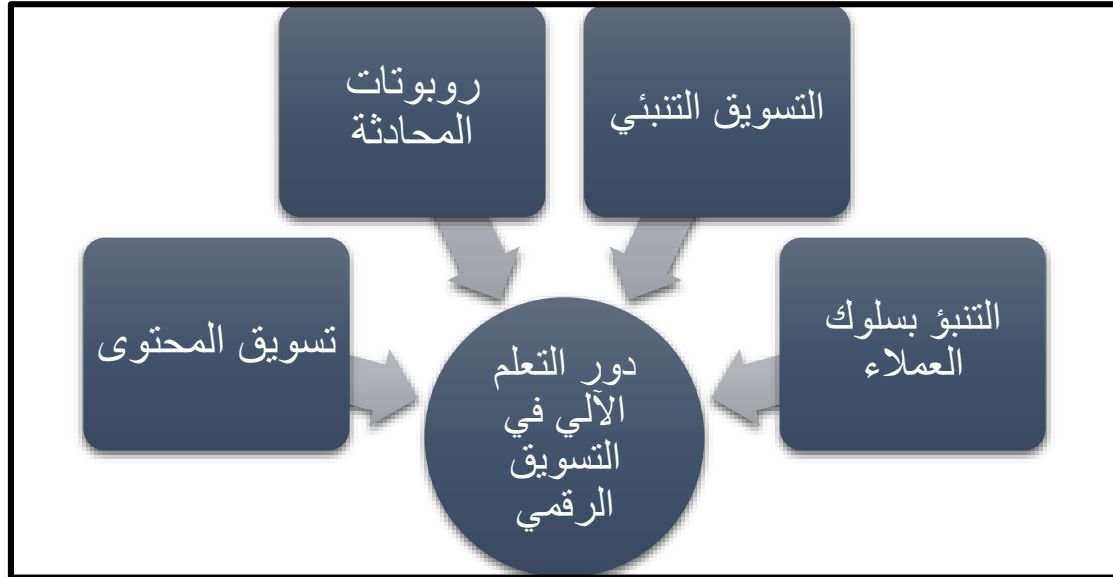 التسويق التنبئي
روبوتات
المحادثة
التنبؤ بسلوك
العملاء
تسويق المحتوى
دور التعلم
الآلي في
التسويق
الرقمي